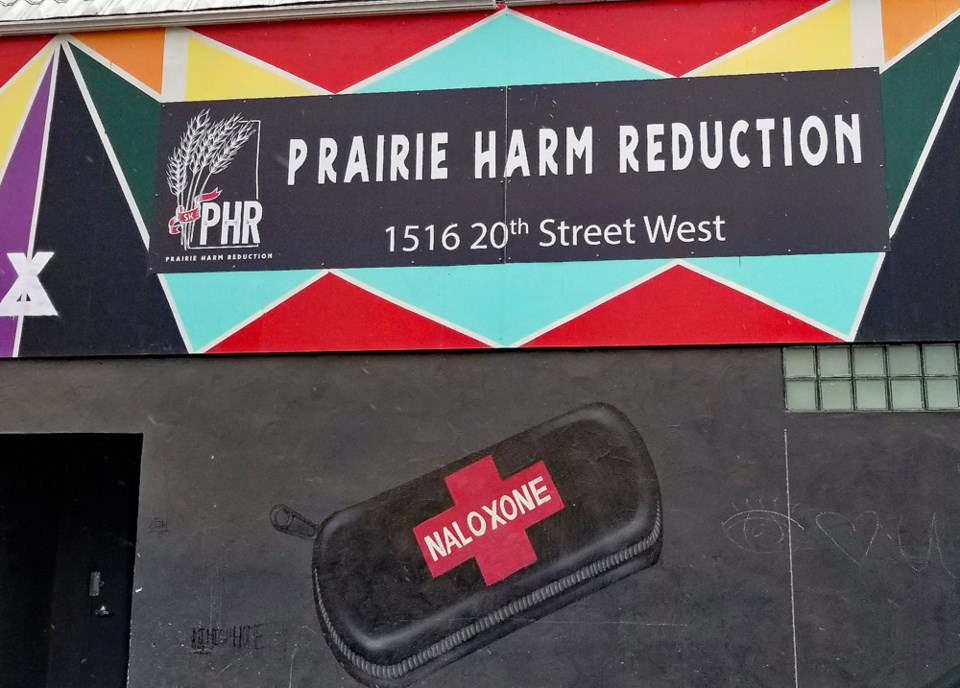 PRAIRIE HARM REDUCTION
SK
PHR
PRAIRIE HARM REDUCTION
1516 20th Street West
NALOXONE